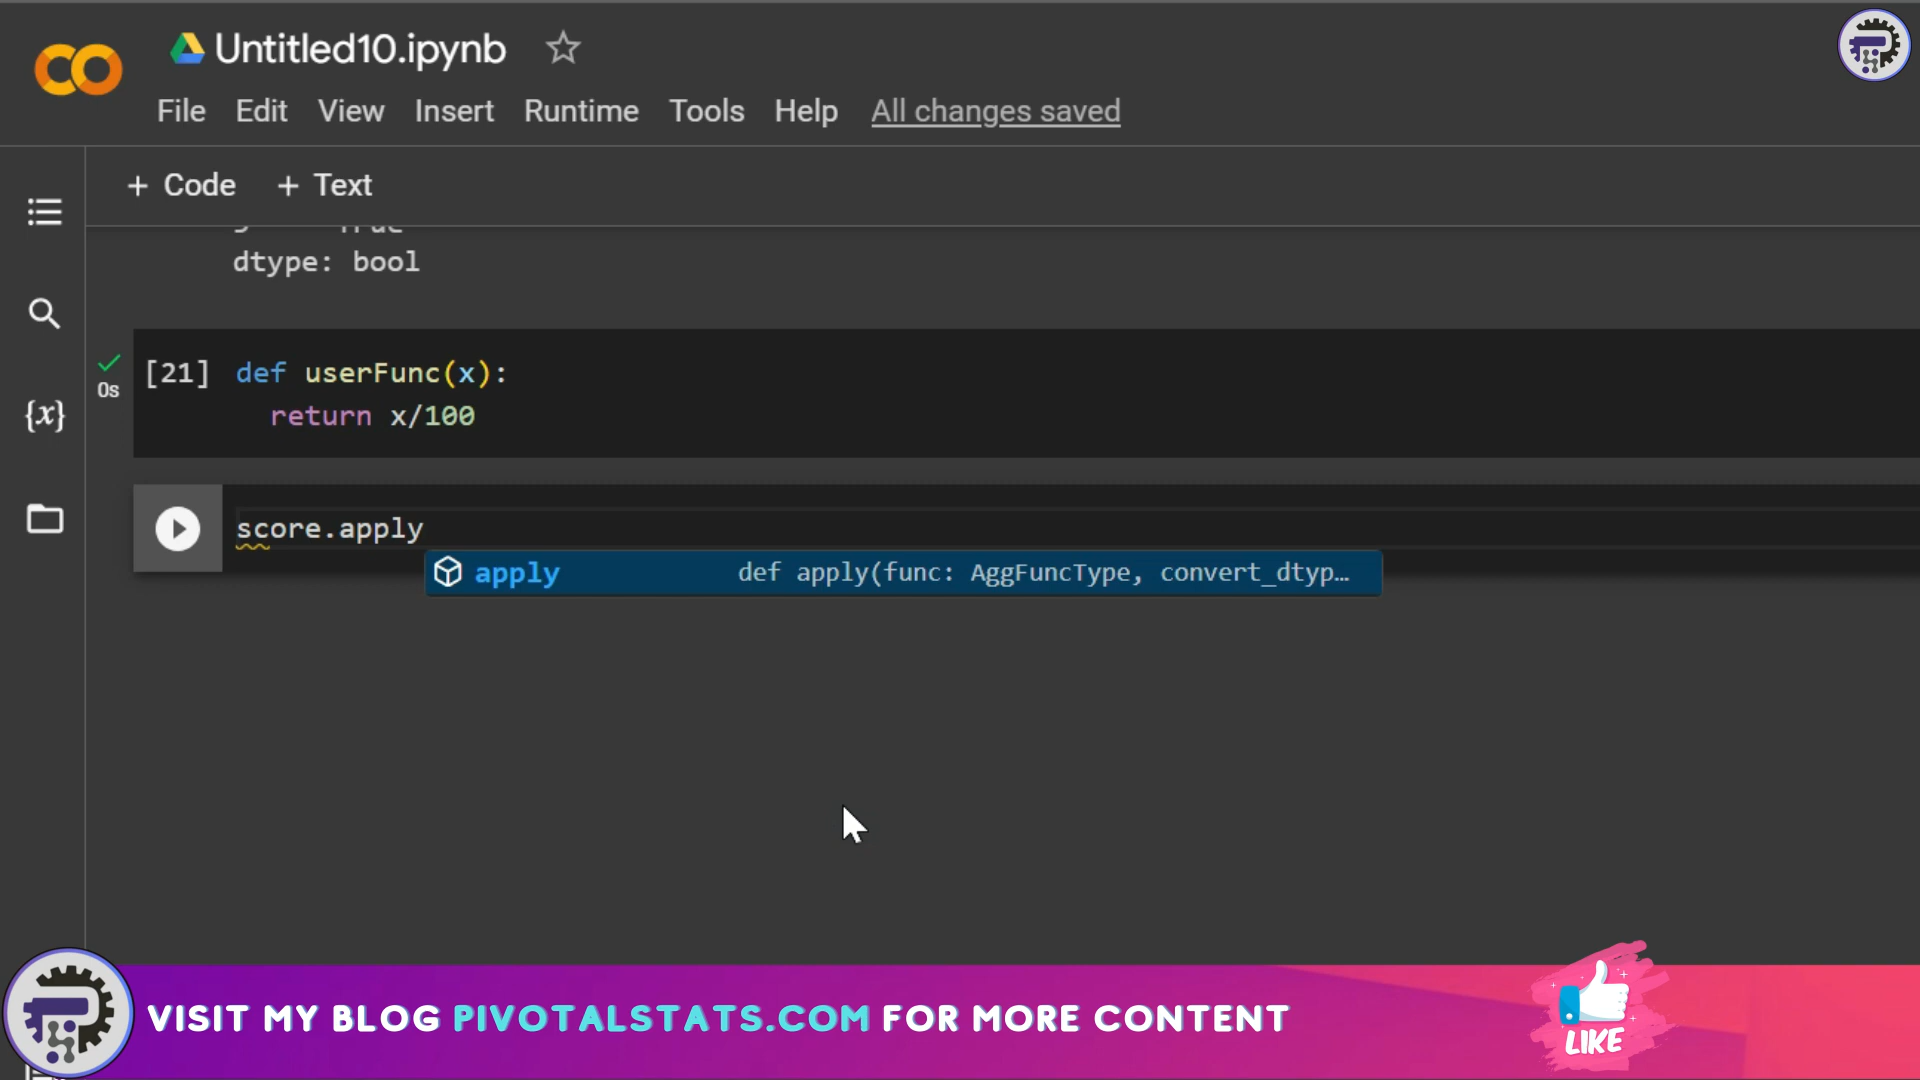 Untitled10.ipynb
File Edit View Insert Runtime Tools Help All changes saved
+ Code + Text
dtype: bool
0s
[21] def userFunc(x):
return x/100
{x}
score.apply
apply def apply(func: AggFuncType, convert_dtyp…
VISIT MY BLOG PIVOTALSTATS.COM FOR MORE CONTENT
LIKE